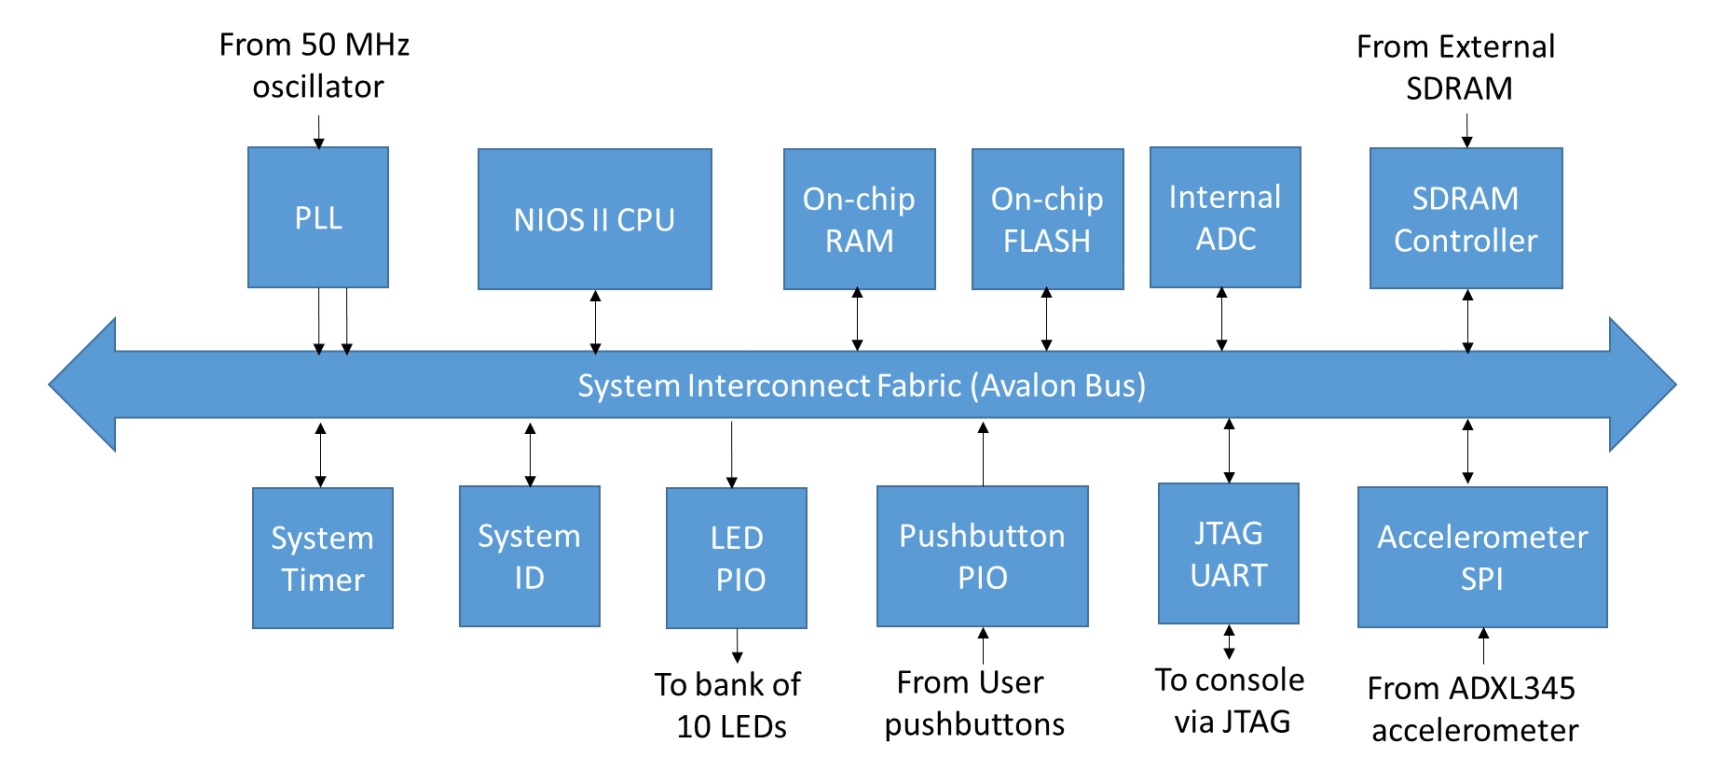 From 50 MHz
oscillator
From External
SDRAM
PLL
NIOS II CPU
On-chip
RAM
On-chip
FLASH
Internal
ADC
SDRAM
Controller
System Interconnect Fabric (Avalon Bus)
System
Timer
System
ID
LED
PIO
Pushbutton
PIO
JTAG
UART
Accelerometer
SPI
To bank of
10 LEDs
From User
pushbuttons
To console
via JTAG
From ADXL345
accelerometer